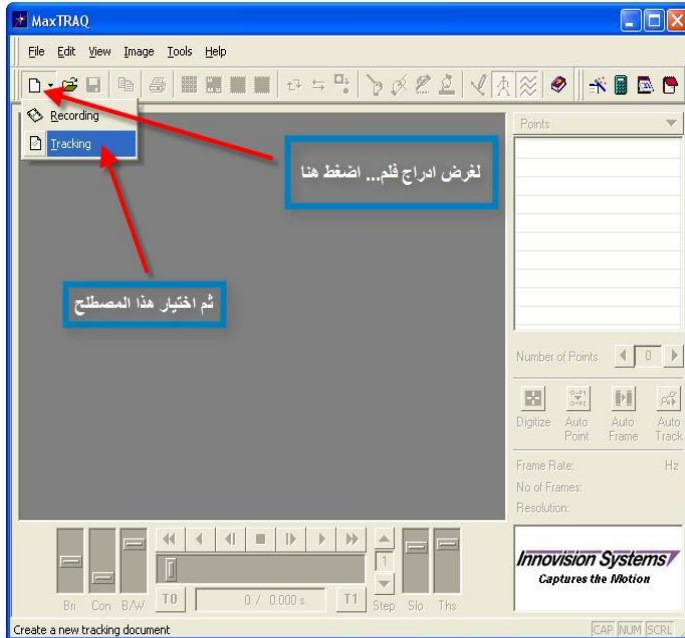 MaxTRAQ
File Edit View Image Tools Help
Recording
Tracking
Points
لغرض ادراج فلم... اضغط هنا
ثم اختيار هذا المصطلح
Number of Points 0
Digitize Auto Point Auto Frame Auto Track
Frame Rate: Hz
No of Frames:
Resolution:
1
Bri Con B/W T0 0 / 0.000 s T1 Step Slo Ths
Innovision Systems
Captures the Motion
Create a new tracking document CAP NUM SCRL